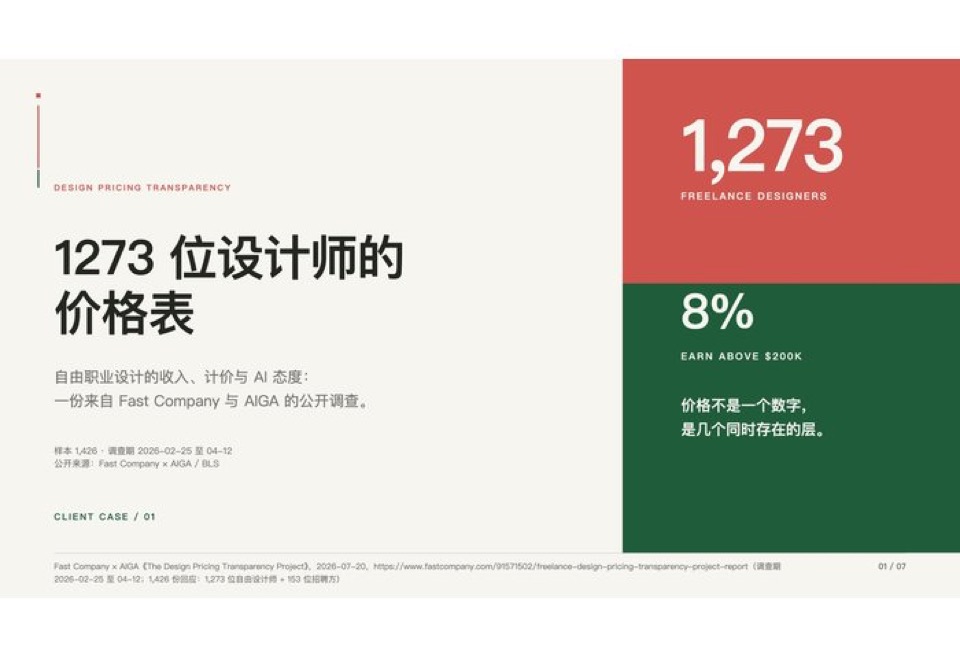 DESIGN PRICING TRANSPARENCY
1273 位设计师的
价格表
自由职业设计的收入、计价与 AI 态度：
一份来自 Fast Company 与 AIGA 的公开调查。
样本 1,426 · 调查期 2026-02-25 至 04-12
公开来源：Fast Company × AIGA / BLS
CLIENT CASE / 01
1,273
FREELANCE DESIGNERS
8%
EARN ABOVE $200K
价格不是一个数字，
是几个同时存在的层。
Fast Company × AIGA《The Design Pricing Transparency Project》，2026-07-20，https://www.fastcompany.com/91571502/freelance-design-pricing-transparency-project-report（调查期
2026-02-25 至 04-12；1,426 份回应：1,273 位自由设计师 + 153 位招聘方）
01 / 07